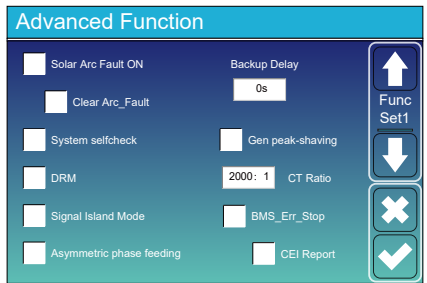 Advanced Function
Solar Arc Fault ON
Backup Delay
Clear Arc_Fault
0s
Func
Set1
System selfcheck
Gen peak-shaving
DRM
2000: 1
CT Ratio
Signal Island Mode
BMS_Err_Stop
Asymmetric phase feeding
CEI Report